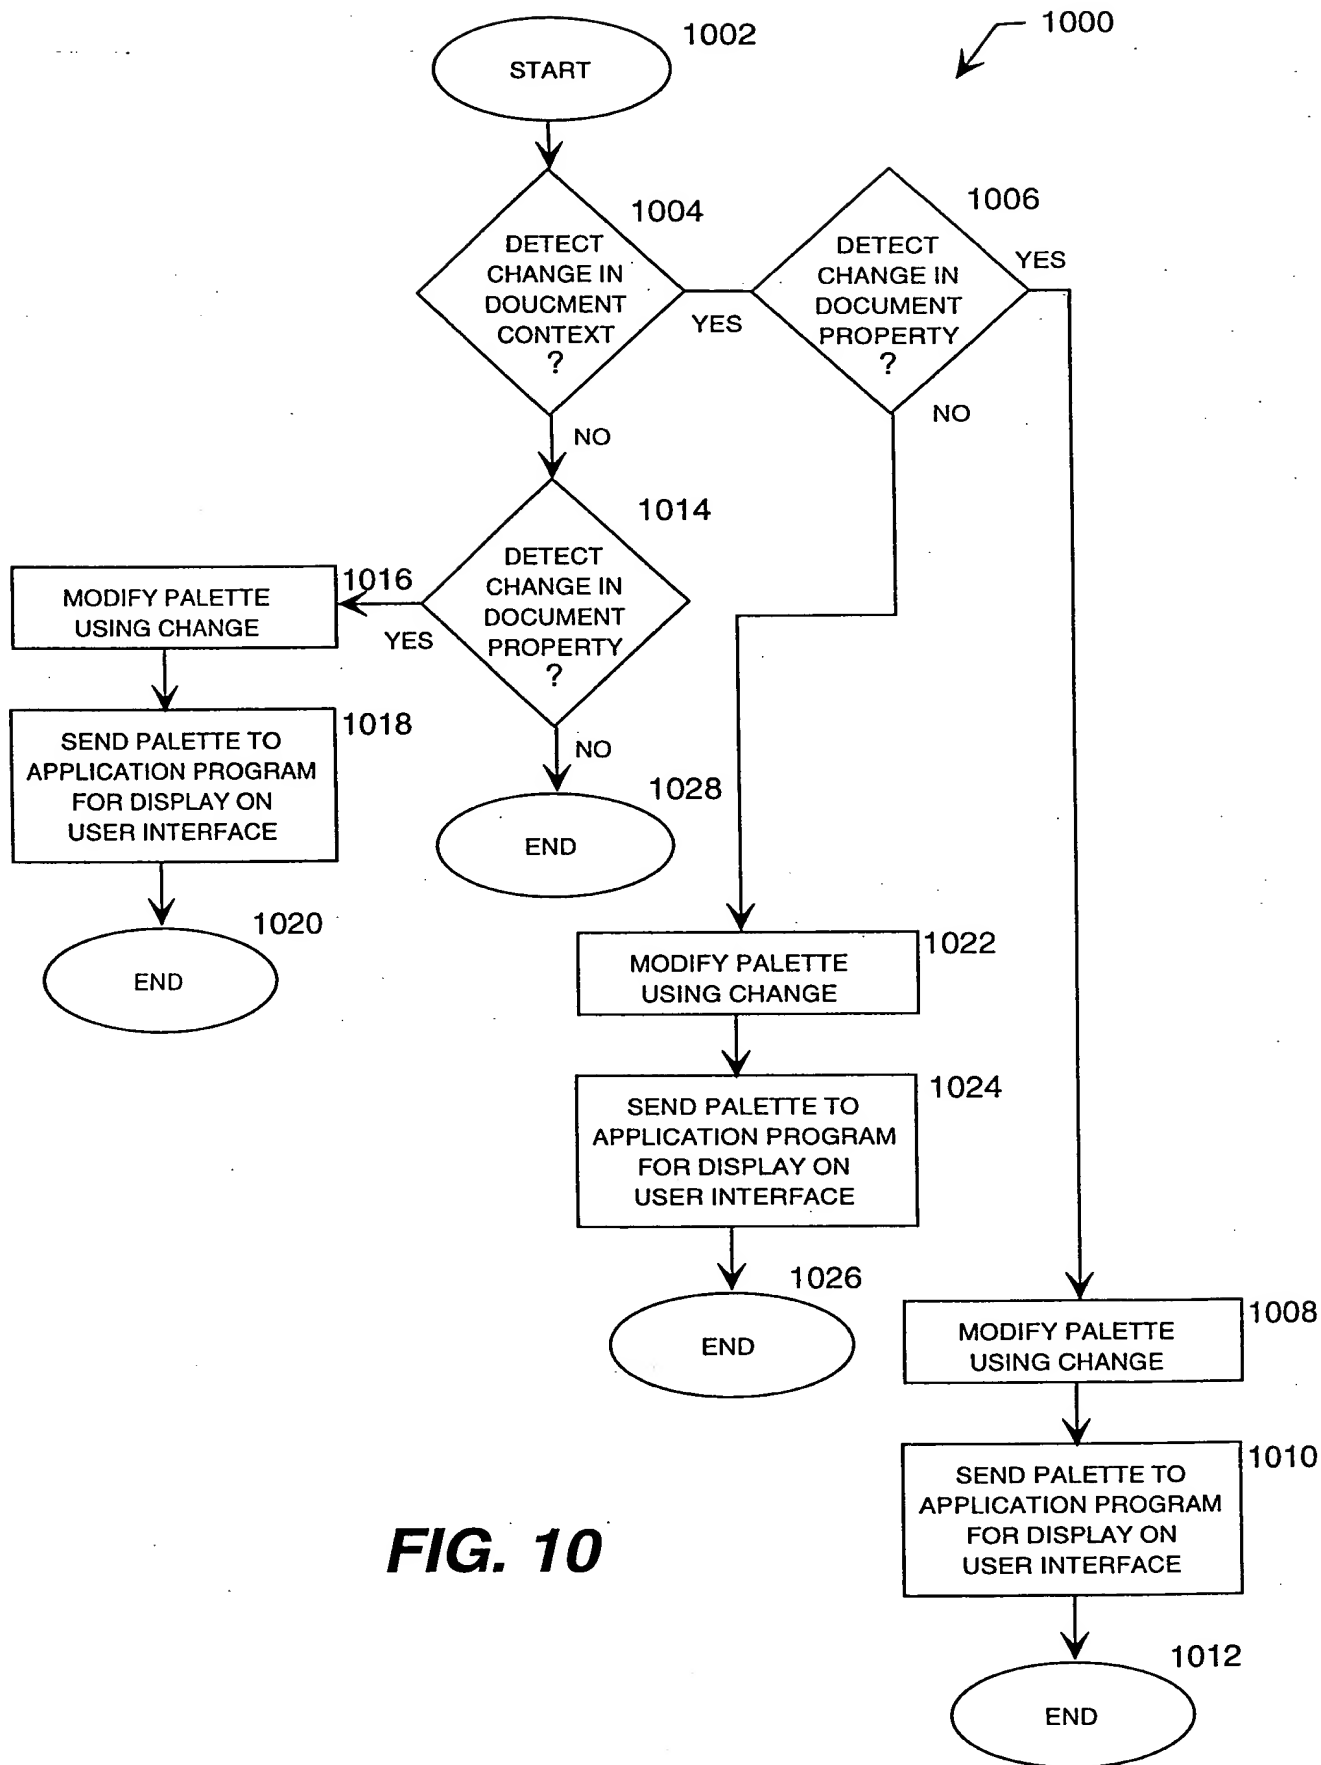 1002
1000
START
1004
1006
DETECT
CHANGE IN
DOUCMENT
CONTEXT
?
YES
DETECT
CHANGE IN
DOCUMENT
PROPERTY
?
YES
NO
NO
1014
DETECT
CHANGE IN
DOCUMENT
PROPERTY
?
YES
NO
1016
MODIFY PALETTE
USING CHANGE
1018
SEND PALETTE TO
APPLICATION PROGRAM
FOR DISPLAY ON
USER INTERFACE
1020
END
1028
END
1022
MODIFY PALETTE
USING CHANGE
1024
SEND PALETTE TO
APPLICATION PROGRAM
FOR DISPLAY ON
USER INTERFACE
1026
END
1008
MODIFY PALETTE
USING CHANGE
1010
SEND PALETTE TO
APPLICATION PROGRAM
FOR DISPLAY ON
USER INTERFACE
1012
END
FIG. 10